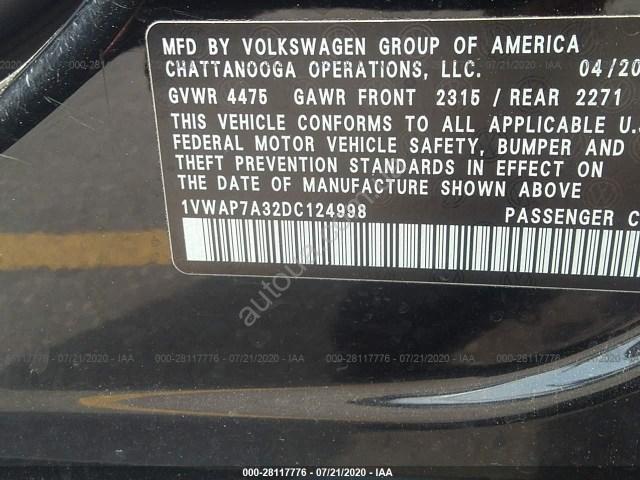 MFD BY VOLKSWAGEN GROUP OF AMERICA
CHATTANOOGA OPERATIONS, LLC. 04/20
GVWR 4475 GAWR FRONT 2315 / REAR 2271
THIS VEHICLE CONFORMS TO ALL APPLICABLE U.S
FEDERAL MOTOR VEHICLE SAFETY, BUMPER AND
THEFT PREVENTION STANDARDS IN EFFECT ON
THE DATE OF MANUFACTURE SHOWN ABOVE
1VWAP7A32DC124998 PASSENGER C
000-28117776 - 07/21/2020 - IAA
000-28117776 - 07/21/2020 - IAA
000-28117776 - 07/21/2020 - IAA
000-28117776 - 07/21/2020 - IAA